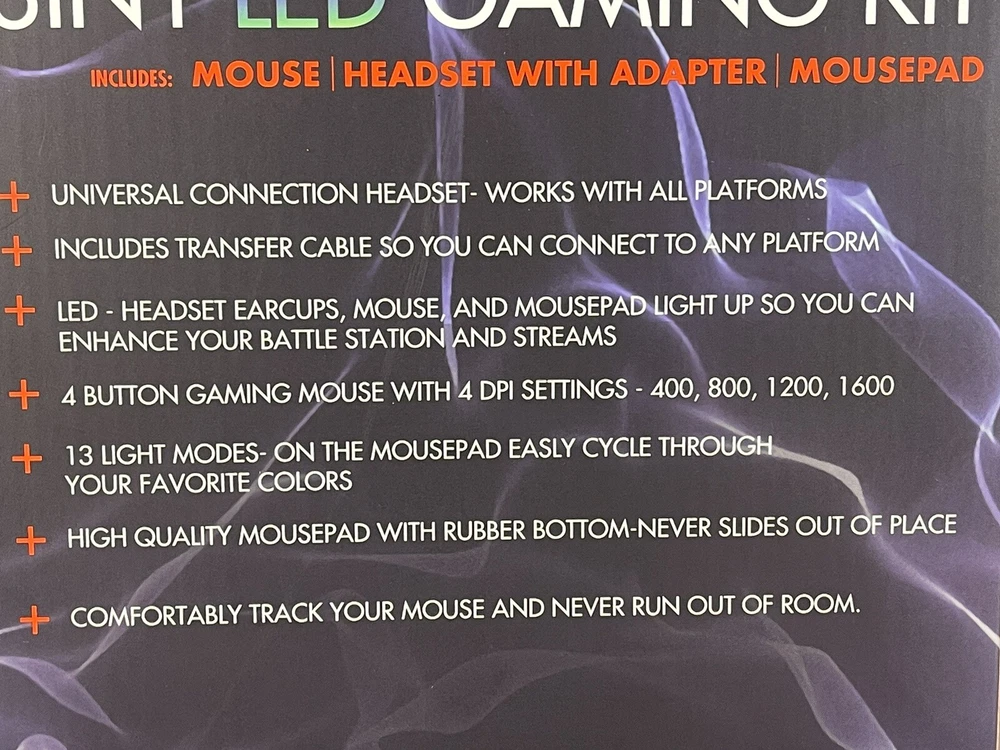 3IN1 LED GAMING KIT
INCLUDES: MOUSE | HEADSET WITH ADAPTER | MOUSEPAD
+ UNIVERSAL CONNECTION HEADSET- WORKS WITH ALL PLATFORMS
+ INCLUDES TRANSFER CABLE SO YOU CAN CONNECT TO ANY PLATFORM
+ LED - HEADSET EARCUPS, MOUSE, AND MOUSEPAD LIGHT UP SO YOU CAN
ENHANCE YOUR BATTLE STATION AND STREAMS
+ 4 BUTTON GAMING MOUSE WITH 4 DPI SETTINGS - 400, 800, 1200, 1600
+ 13 LIGHT MODES- ON THE MOUSEPAD EASLY CYCLE THROUGH
YOUR FAVORITE COLORS
+ HIGH QUALITY MOUSEPAD WITH RUBBER BOTTOM-NEVER SLIDES OUT OF PLACE
+ COMFORTABLY TRACK YOUR MOUSE AND NEVER RUN OUT OF ROOM.